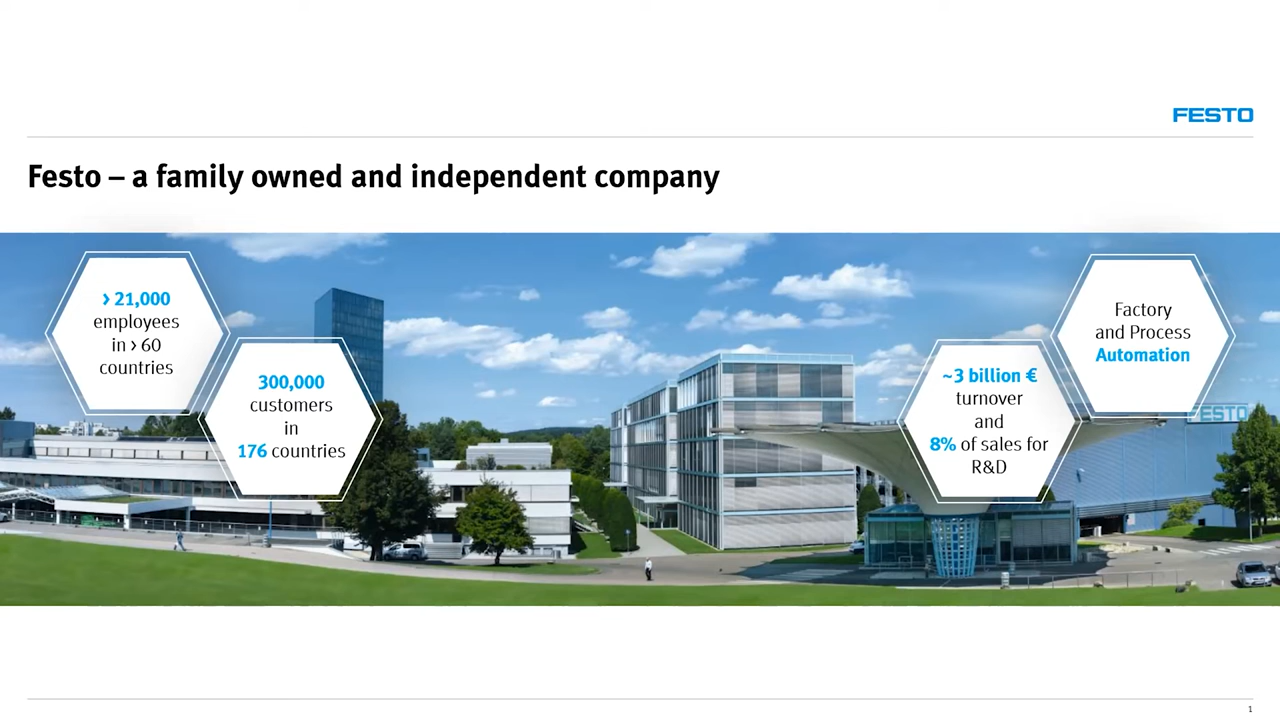 FESTO
Festo – a family owned and independent company
> 21,000
employees
in > 60
countries
300,000
customers
in
176 countries
~3 billion €
turnover
and
8% of sales for
R&D
Factory
and Process
Automation
FESTO
1